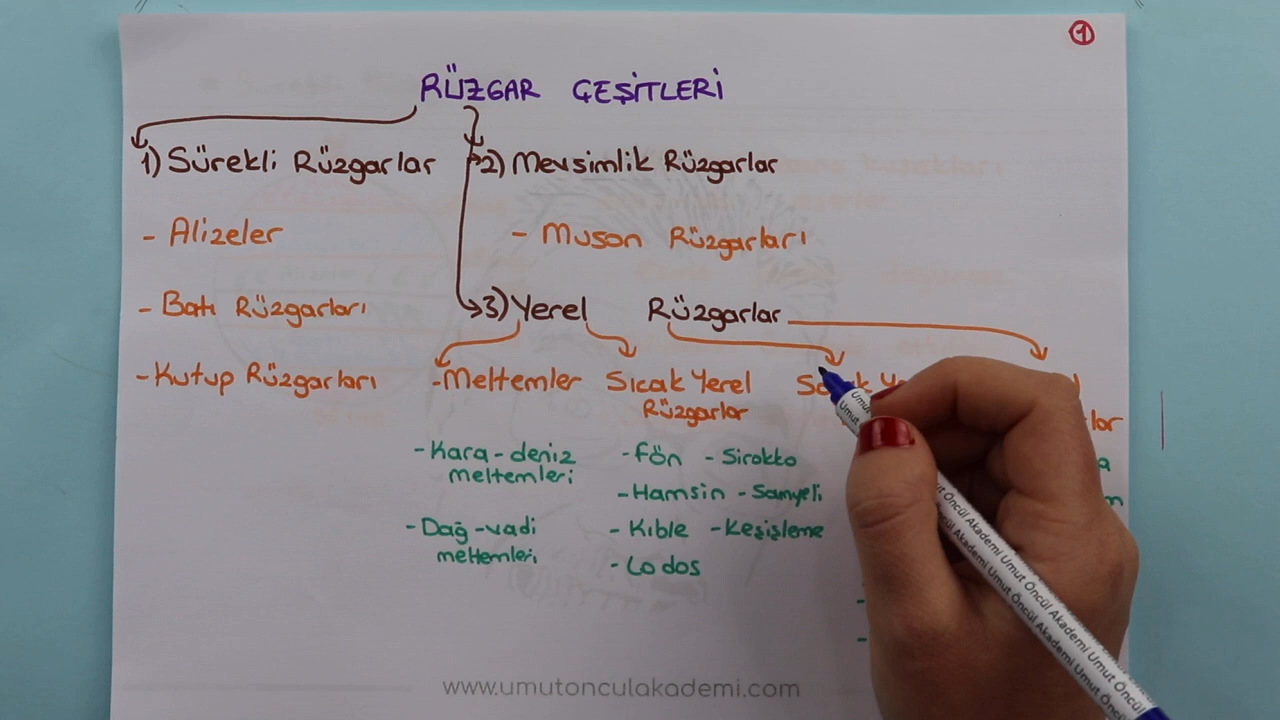 1
RÜZGAR ÇEŞİTLERİ
1) Sürekli Rüzgarlar
2) Mevsimlik Rüzgarlar
- Alizeler
- Muson Rüzgarları
- Batı Rüzgarları
3) Yerel Rüzgarlar
- Kutup Rüzgarları
- Meltemler
Sıcak Yerel
Rüzgarlar
- Kara - deniz
meltemleri
- Fön - Sirokko
- Hamsin - Samyeli
- Dağ - vadi
meltemleri
- Kıble - Keşişleme
- Lodos
Umut Öncül Akademi Umut Öncül Akademi Umut
www.umutonculakademi.com